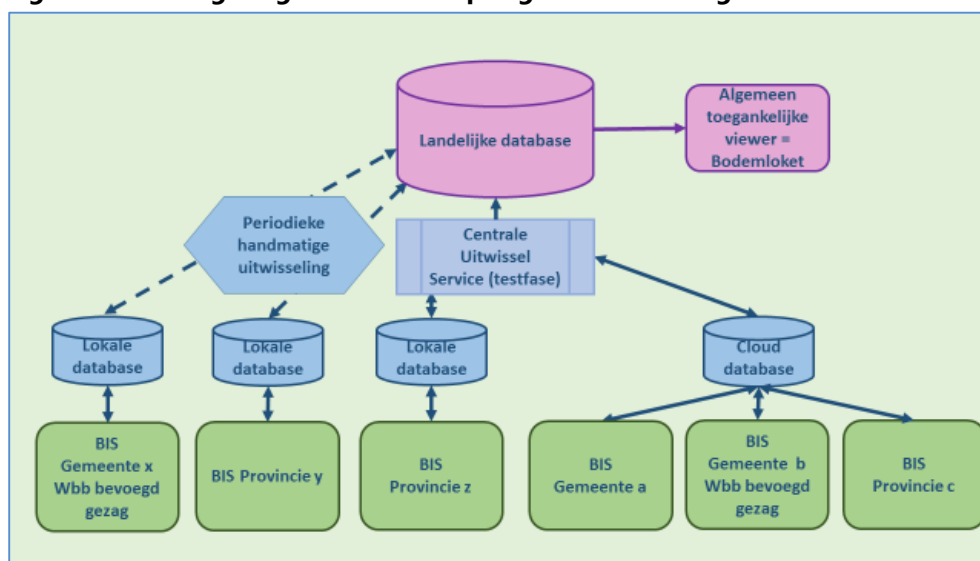 Landelijke database
Algemeen
toegankelijke
viewer =
Bodemloket
Periodieke
handmatige
uitwisseling
Centrale
Uitwissel
Service (testfase)
Lokale
database
Lokale
database
Lokale
database
Cloud
database
BIS
Gemeente x
Wbb bevoegd
gezag
BIS Provincie y
BIS
Provincie z
BIS
Gemeente a
BIS
Gemeente b
Wbb bevoegd
gezag
BIS
Provincie c